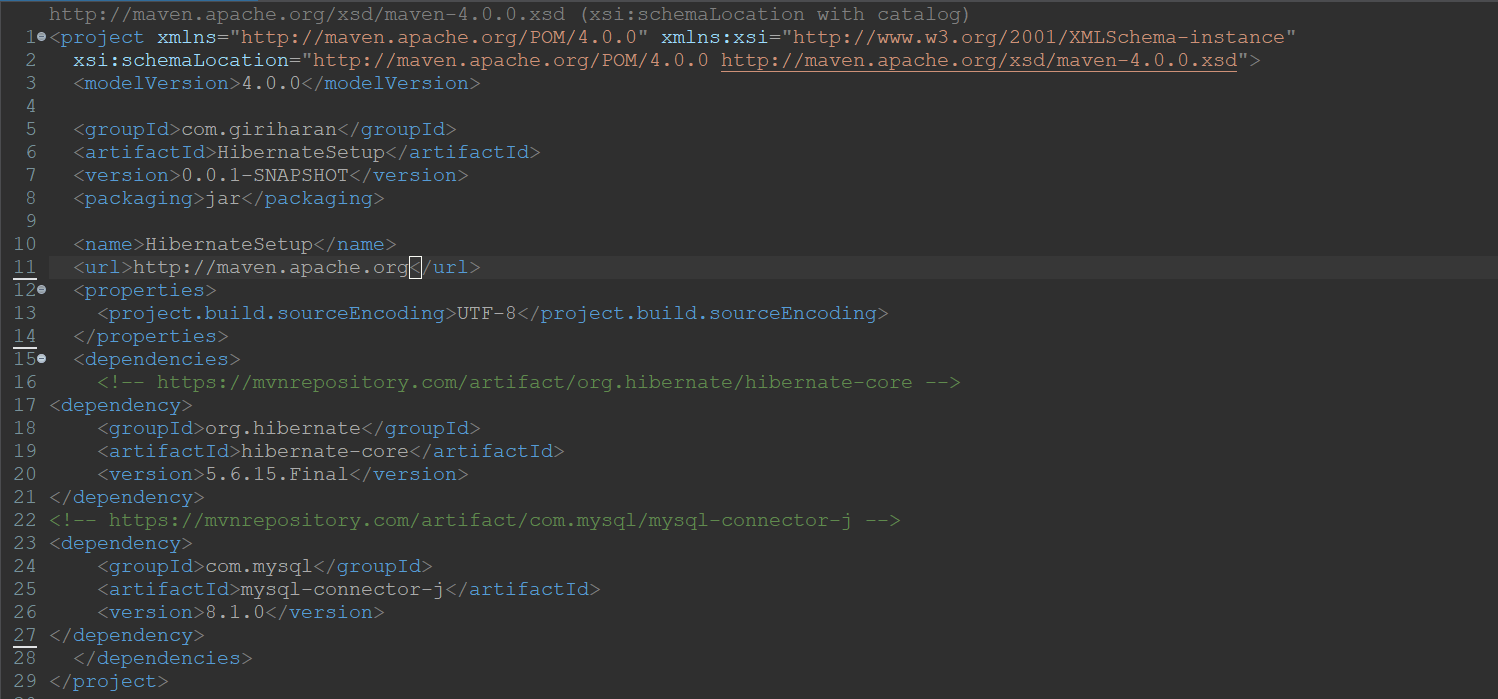 http://maven.apache.org/xsd/maven-4.0.0.xsd (xsi:schemaLocation with catalog)
1 <project xmlns="http://maven.apache.org/POM/4.0.0" xmlns:xsi="http://www.w3.org/2001/XMLSchema-instance"
2   xsi:schemaLocation="http://maven.apache.org/POM/4.0.0 http://maven.apache.org/xsd/maven-4.0.0.xsd">
3   <modelVersion>4.0.0</modelVersion>
4
5   <groupId>com.giriharan</groupId>
6   <artifactId>HibernateSetup</artifactId>
7   <version>0.0.1-SNAPSHOT</version>
8   <packaging>jar</packaging>
9
10   <name>HibernateSetup</name>
11   <url>http://maven.apache.org</url>
12   <properties>
13     <project.build.sourceEncoding>UTF-8</project.build.sourceEncoding>
14   </properties>
15   <dependencies>
16     <!-- https://mvnrepository.com/artifact/org.hibernate/hibernate-core -->
17 <dependency>
18     <groupId>org.hibernate</groupId>
19     <artifactId>hibernate-core</artifactId>
20     <version>5.6.15.Final</version>
21 </dependency>
22 <!-- https://mvnrepository.com/artifact/com.mysql/mysql-connector-j -->
23 <dependency>
24     <groupId>com.mysql</groupId>
25     <artifactId>mysql-connector-j</artifactId>
26     <version>8.1.0</version>
27 </dependency>
28   </dependencies>
29 </project>